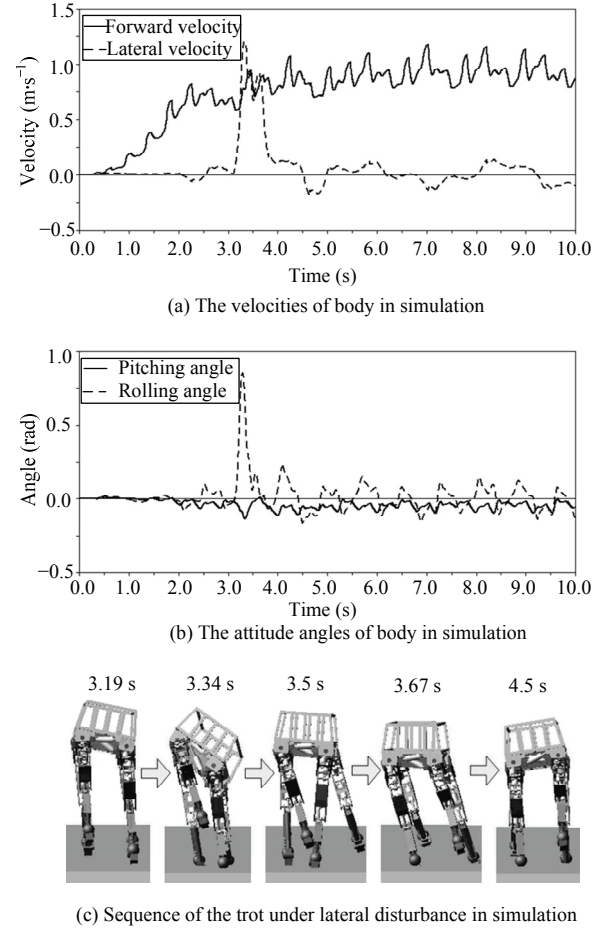 1.5
Forward velocity
Lateral velocity
1.0
0.5
0.0
−0.5
Velocity (m·s⁻¹)
0.0 1.0 2.0 3.0 4.0 5.0 6.0 7.0 8.0 9.0 10.0
Time (s)
(a) The velocities of body in simulation
1.0
Pitching angle
Rolling angle
0.5
0.0
−0.5
Angle (rad)
0.0 1.0 2.0 3.0 4.0 5.0 6.0 7.0 8.0 9.0 10.0
Time (s)
(b) The attitude angles of body in simulation
3.19 s 3.34 s 3.5 s 3.67 s 4.5 s
(c) Sequence of the trot under lateral disturbance in simulation